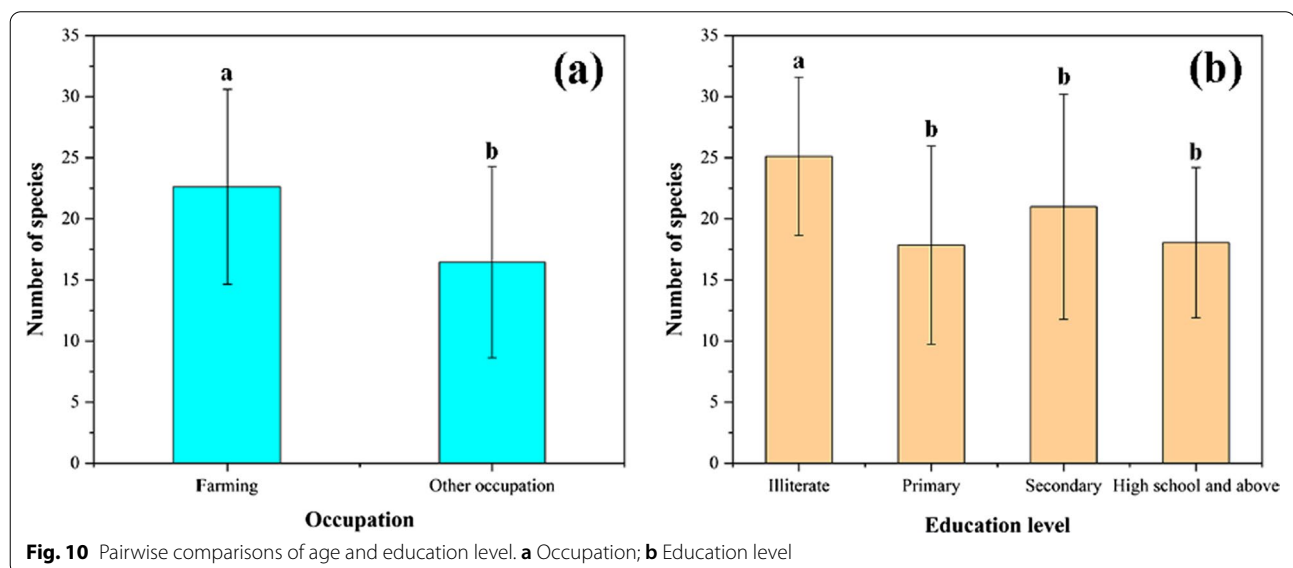 35
30
25
20
15
10
5
0
Number of species
(a)
a
b
Farming
Other occupation
Occupation
35
30
25
20
15
10
5
0
Number of species
(b)
a
b
b
b
Illiterate
Primary
Secondary
High school and above
Education level
Fig. 10 Pairwise comparisons of age and education level. a Occupation; b Education level